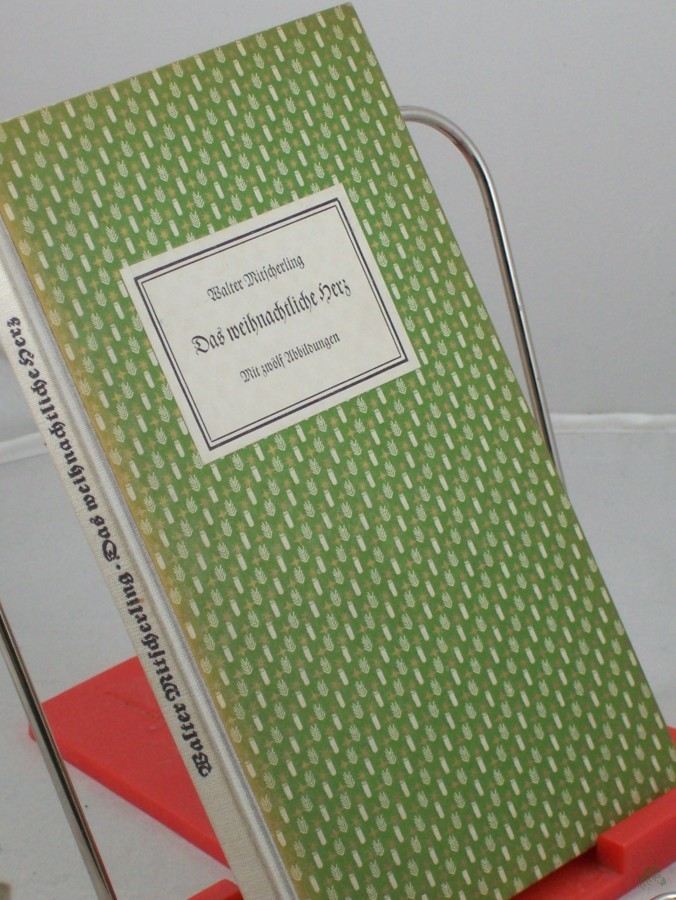 Walter Mitscherling
Das weihnachtliche Herz
Mit zwölf Abbildungen
Walter Mitscherling · Das weihnachtliche Herz